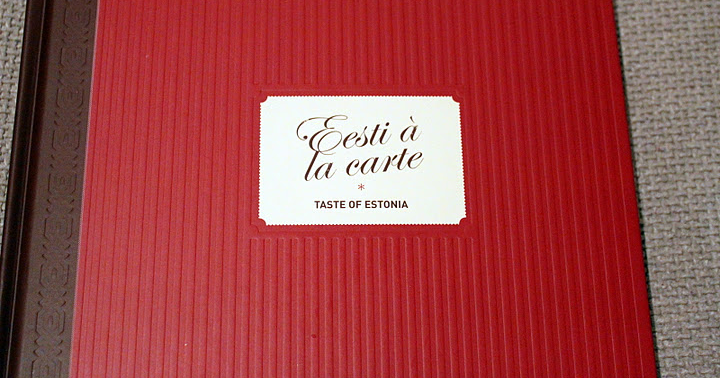 Eesti à
la carte
*
TASTE OF ESTONIA